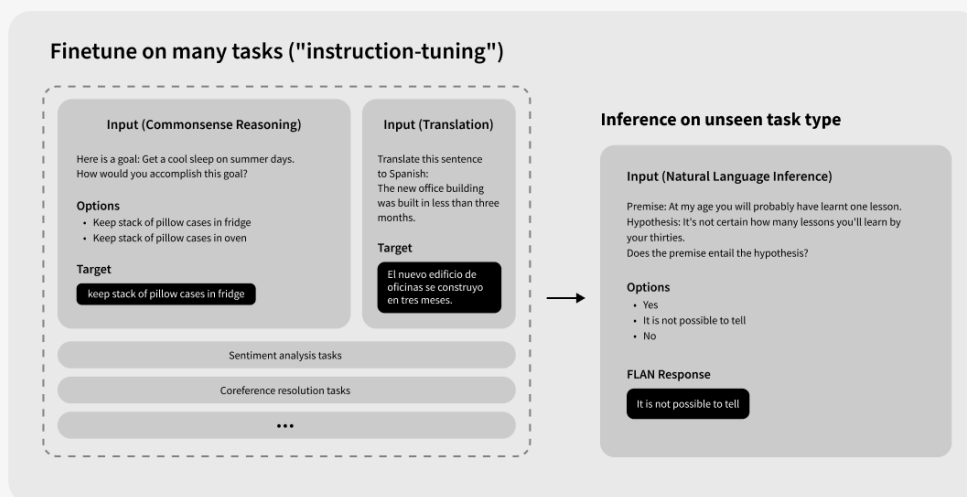 Finetune on many tasks ("instruction-tuning")
Input (Commonsense Reasoning)
Here is a goal: Get a cool sleep on summer days.
How would you accomplish this goal?
Options
• Keep stack of pillow cases in fridge
• Keep stack of pillow cases in oven
Target
keep stack of pillow cases in fridge
Input (Translation)
Translate this sentence
to Spanish:
The new office building
was built in less than three
months.
Target
El nuevo edificio de
oficinas se construyo
en tres meses.
Sentiment analysis tasks
Coreference resolution tasks
•••
Inference on unseen task type
Input (Natural Language Inference)
Premise: At my age you will probably have learnt one lesson.
Hypothesis: It's not certain how many lessons you'll learn by
your thirties.
Does the premise entail the hypothesis?
Options
• Yes
• It is not possible to tell
• No
FLAN Response
It is not possible to tell